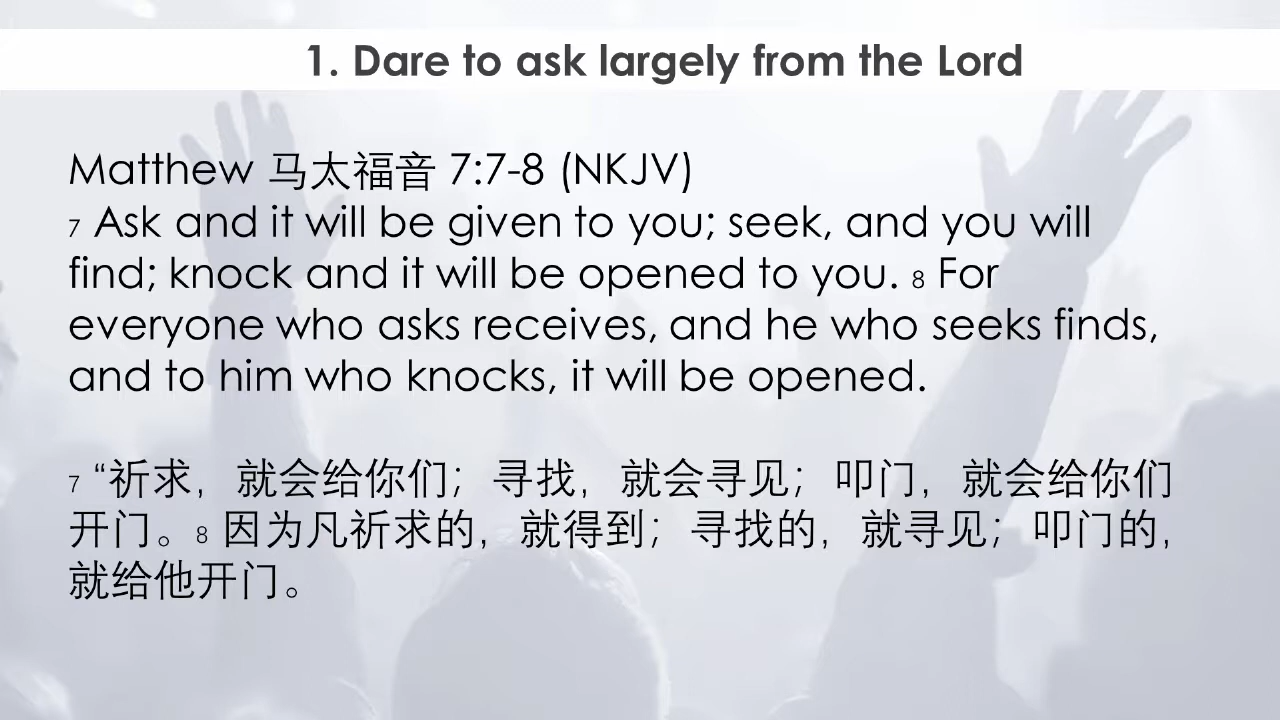 1. Dare to ask largely from the Lord
Matthew 马太福音 7:7-8 (NKJV)
7 Ask and it will be given to you; seek, and you will
find; knock and it will be opened to you. 8 For
everyone who asks receives, and he who seeks finds,
and to him who knocks, it will be opened.
7 “祈求，就会给你们；寻找，就会寻见；叩门，就会给你们
开门。8 因为凡祈求的，就得到；寻找的，就寻见；叩门的，
就给他开门。